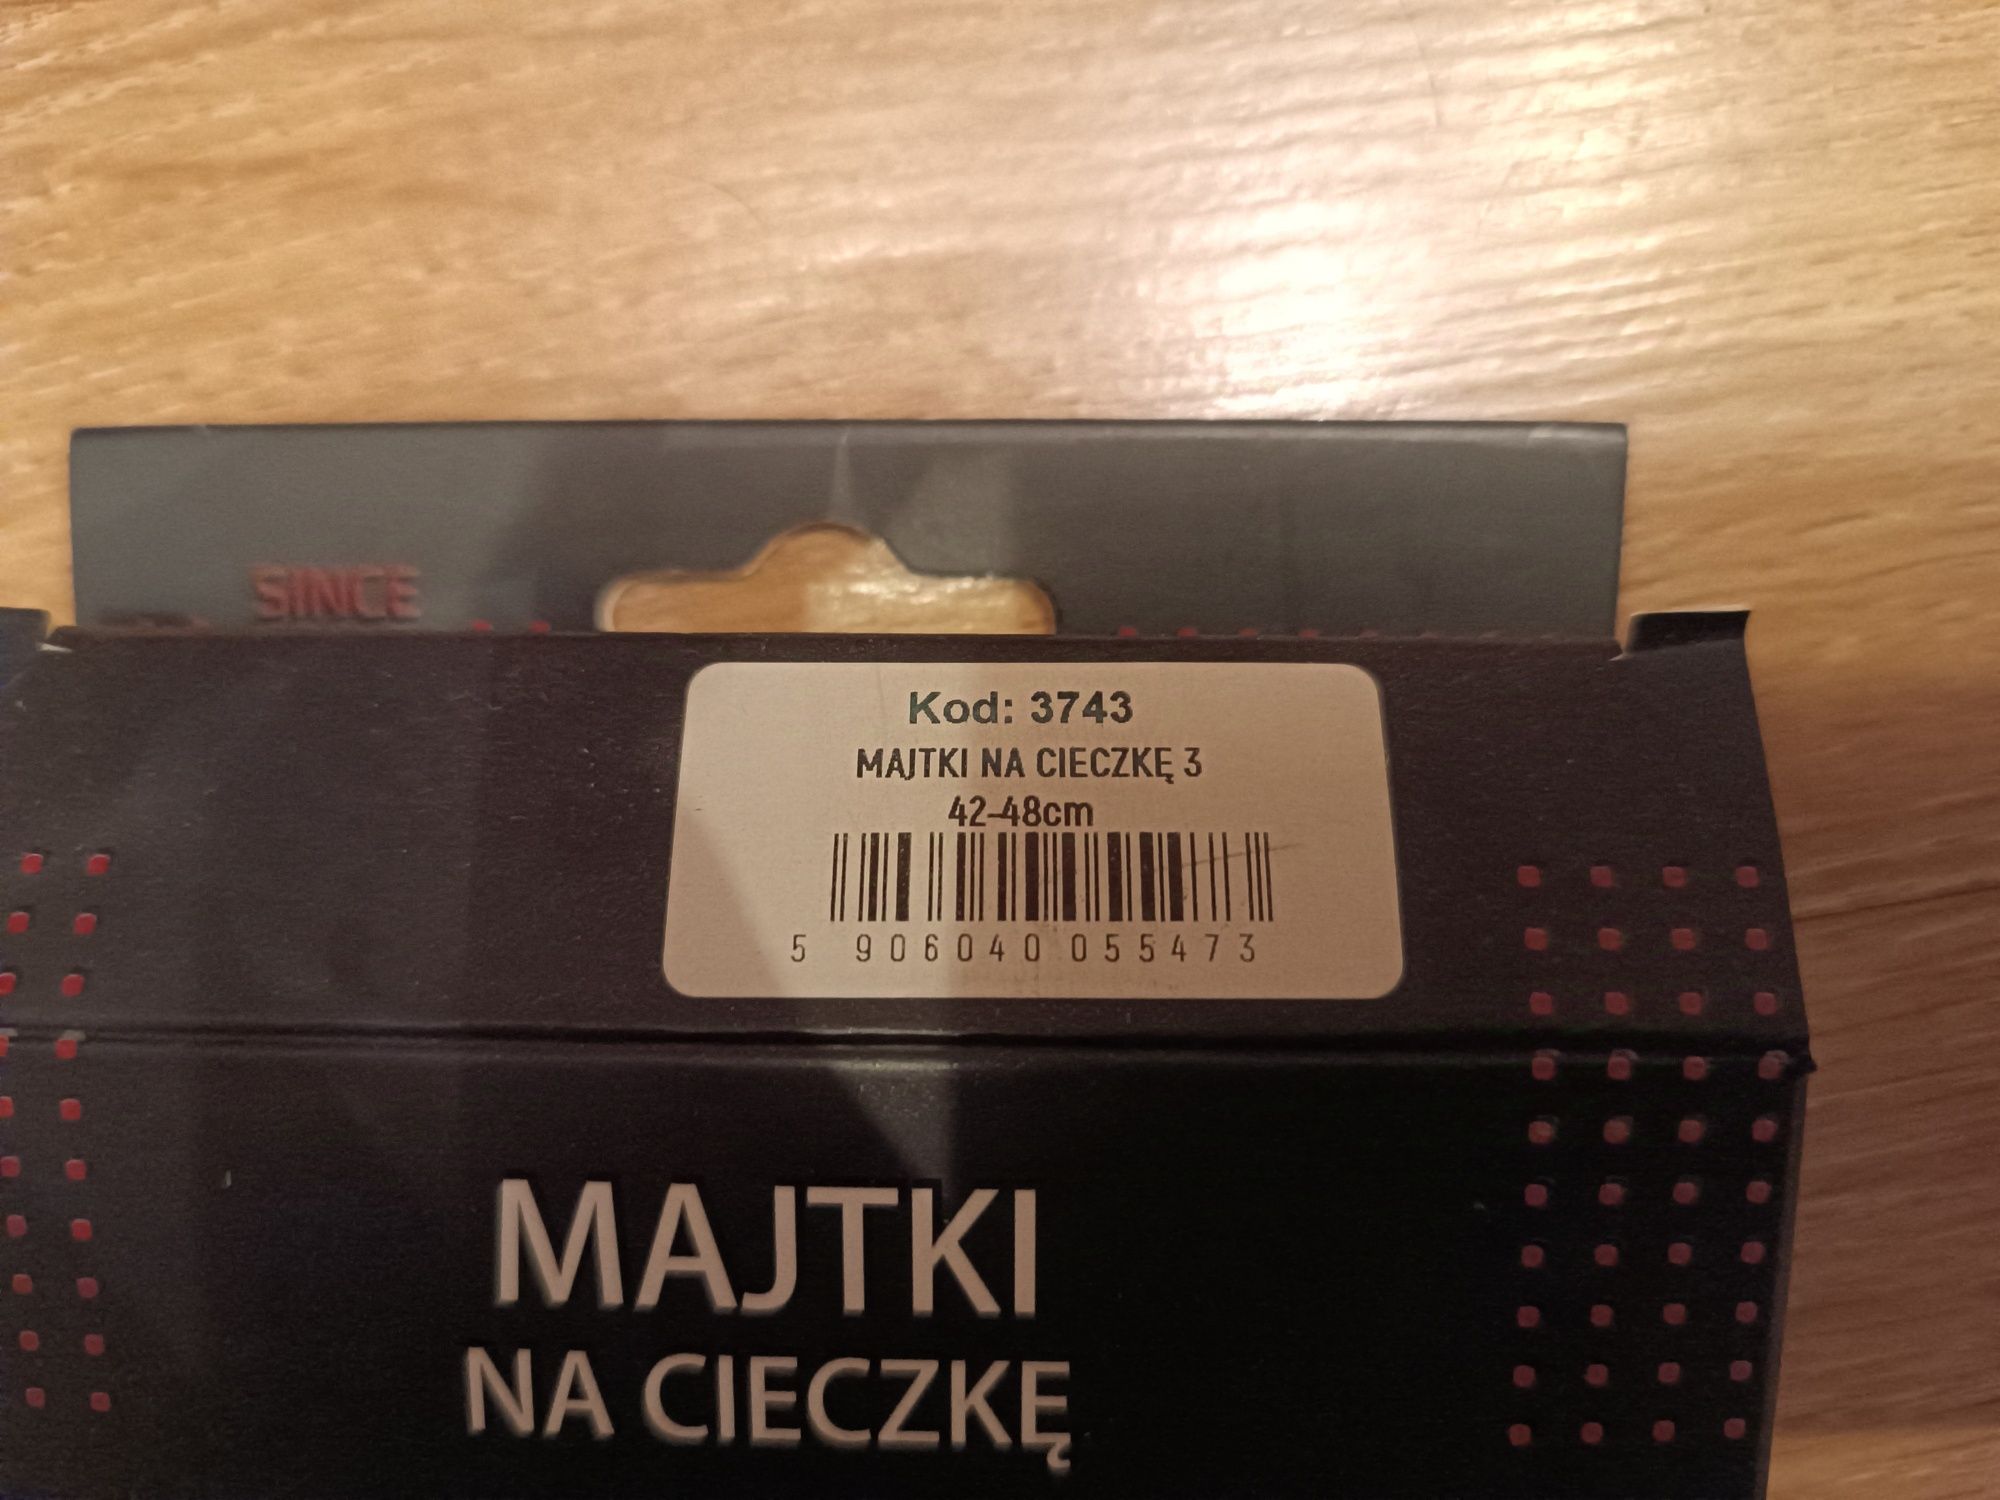 SINCE
Kod: 3743
MAJTKI NA CIECZKĘ 3
42-48cm
5 906040 055473
MAJTKI
NA CIECZKĘ